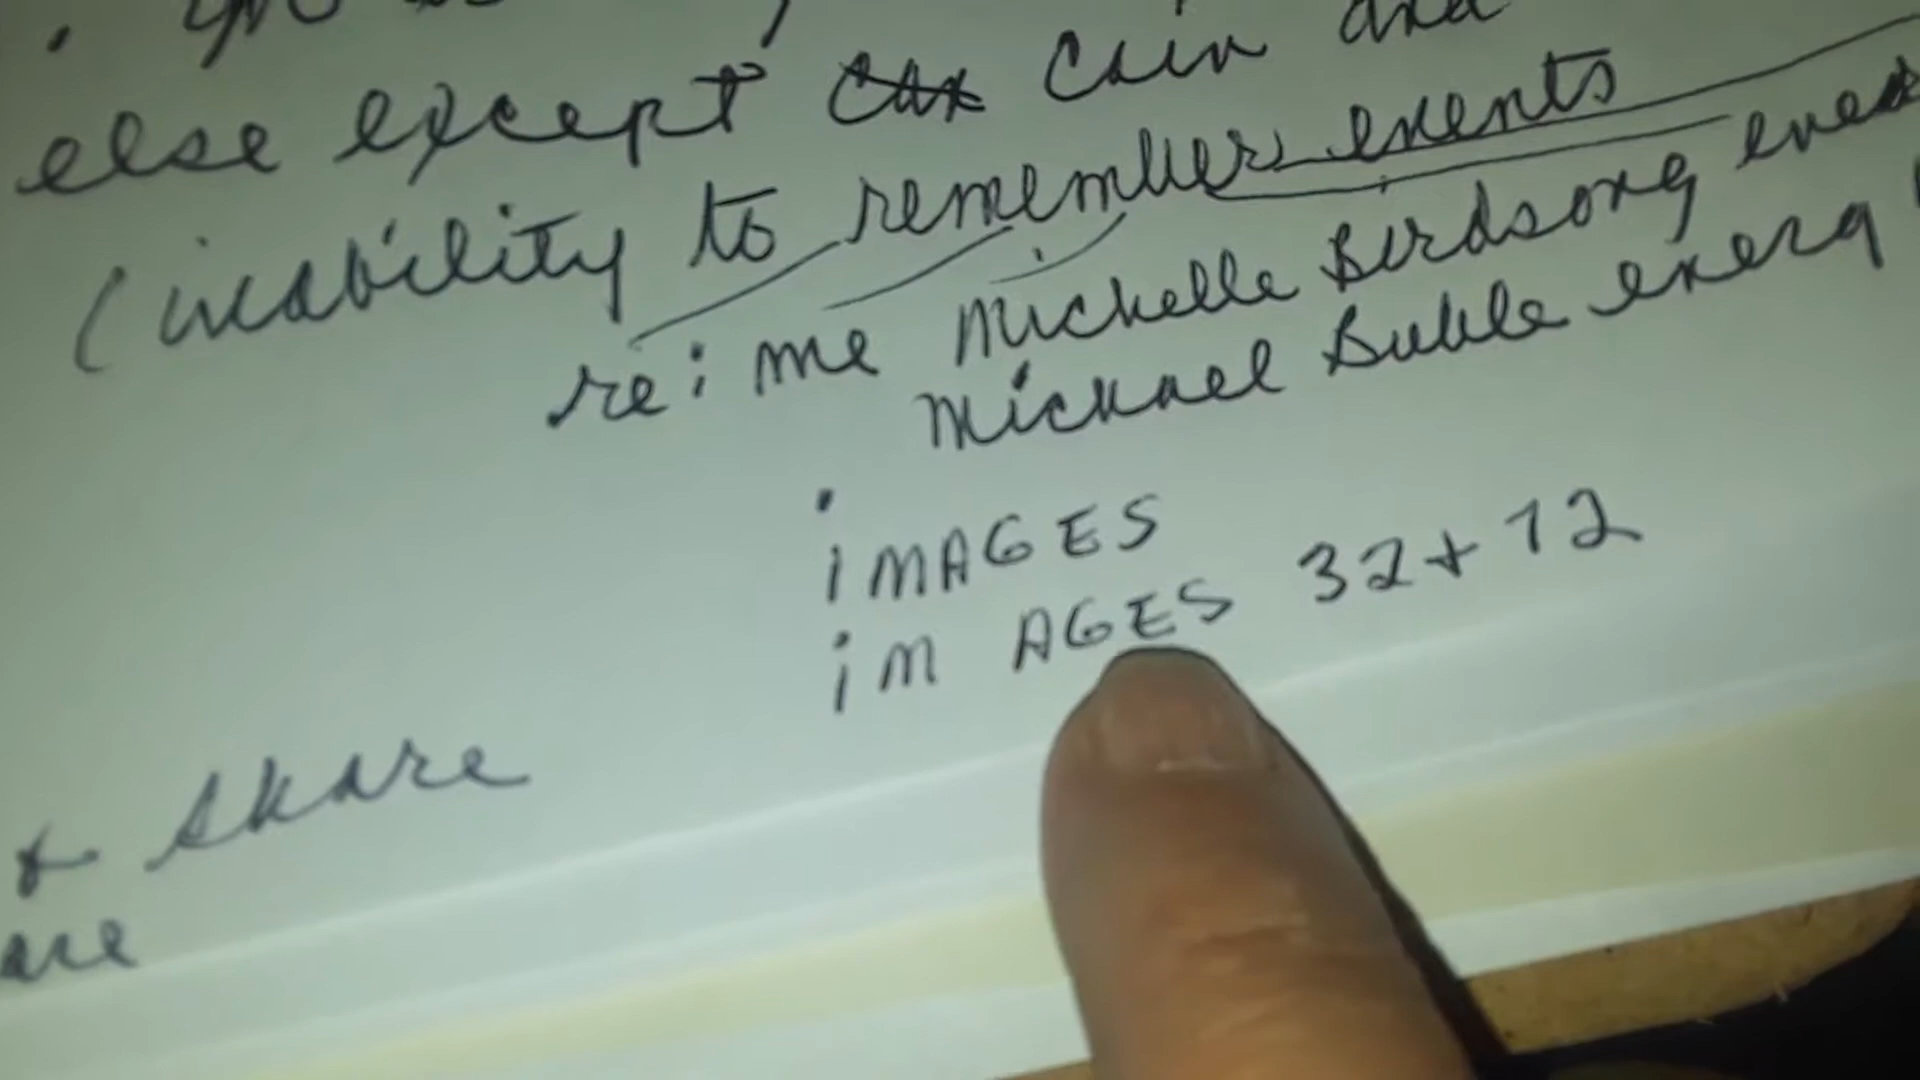 else except Cain and
(inability to remember events
re: me Michelle Birdsong
Michael Buble
iMAGES
iM AGES 32+12
+ share
are